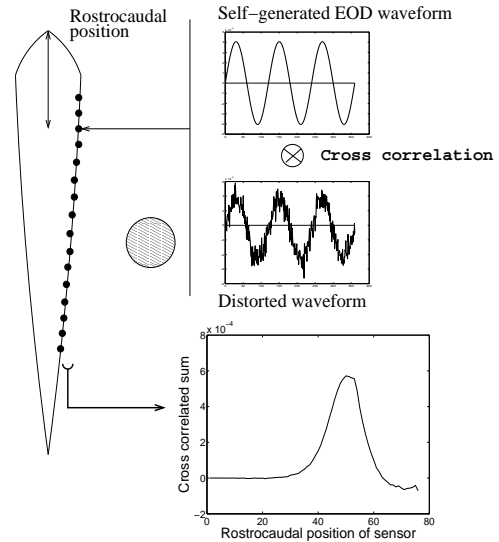 Rostrocaudal
position
Self−generated EOD waveform
Cross correlation
Distorted waveform
8 x 10−4
6
4
2
0
−2
Cross correlated sum
0 20 40 60 80
Rostrocaudal position of sensor